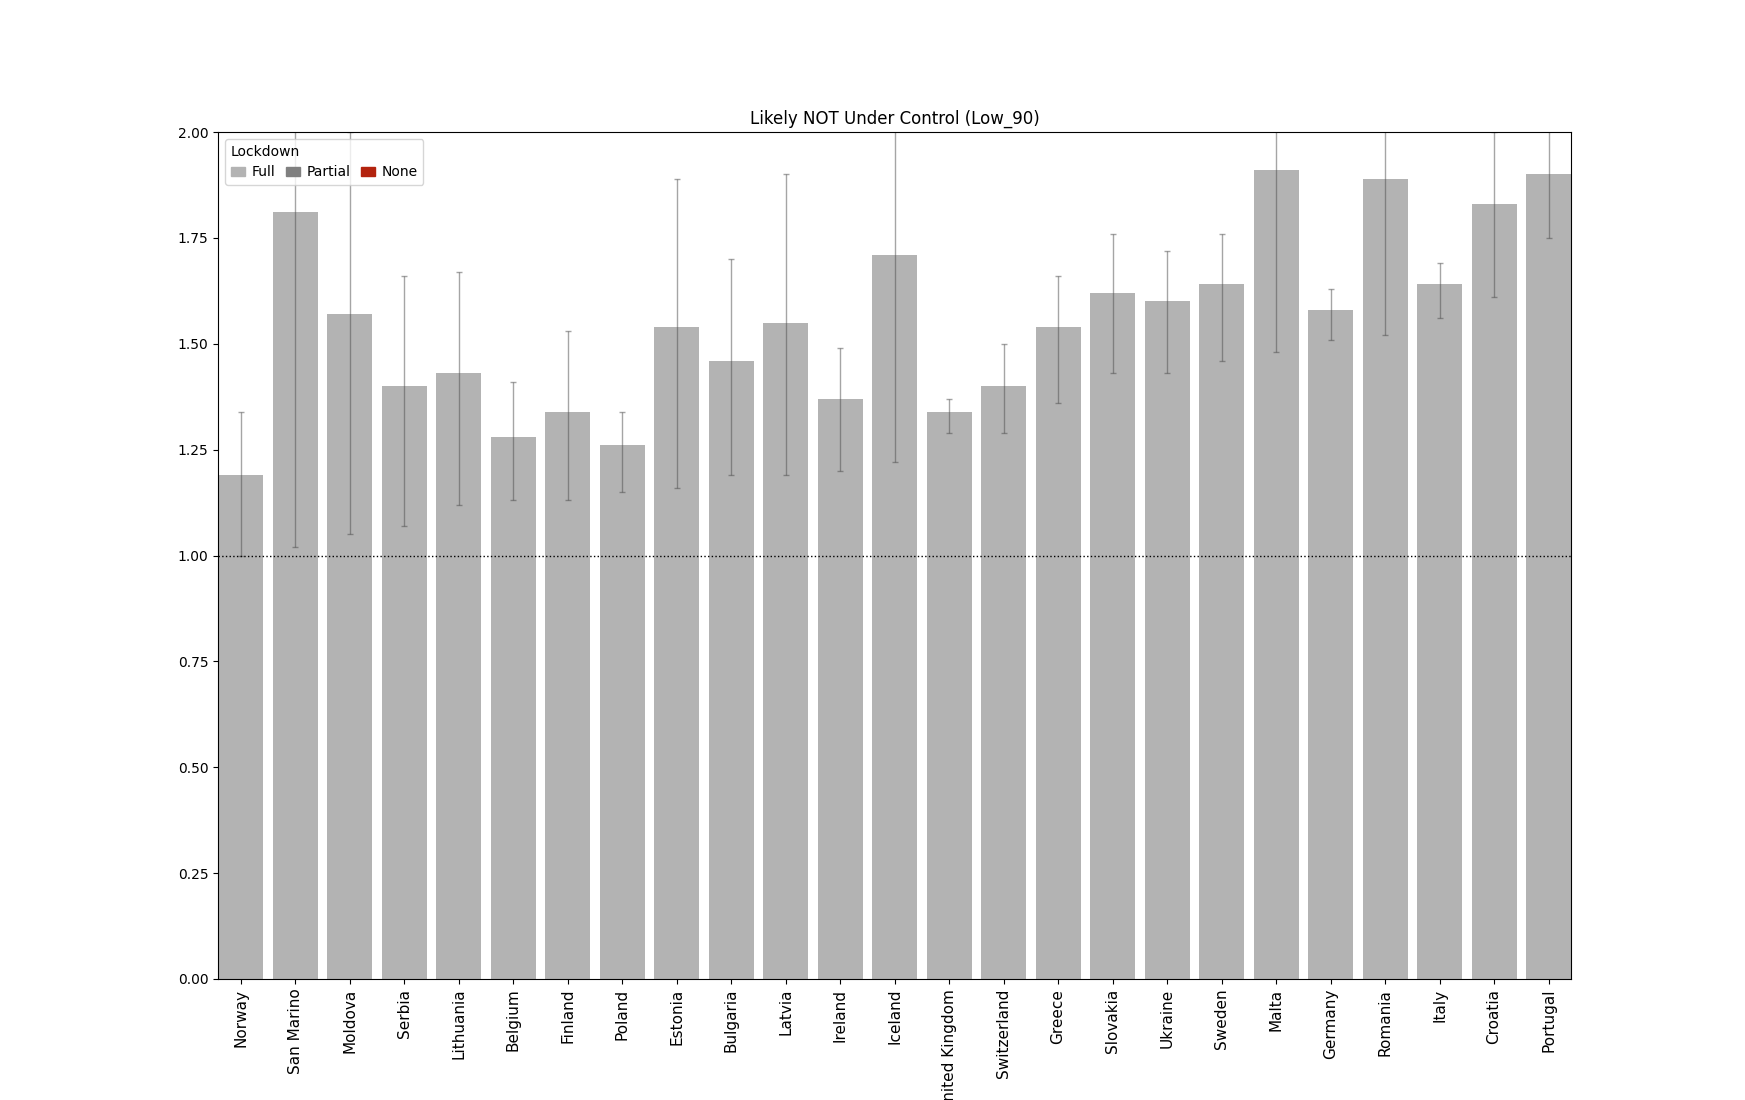 Likely NOT Under Control (Low_90)
Lockdown
Full Partial None
2.00
1.75
1.50
1.25
1.00
0.75
0.50
0.25
0.00
Norway
San Marino
Moldova
Serbia
Lithuania
Belgium
Finland
Poland
Estonia
Bulgaria
Latvia
Ireland
Iceland
nited Kingdom
Switzerland
Greece
Slovakia
Ukraine
Sweden
Malta
Germany
Romania
Italy
Croatia
Portugal